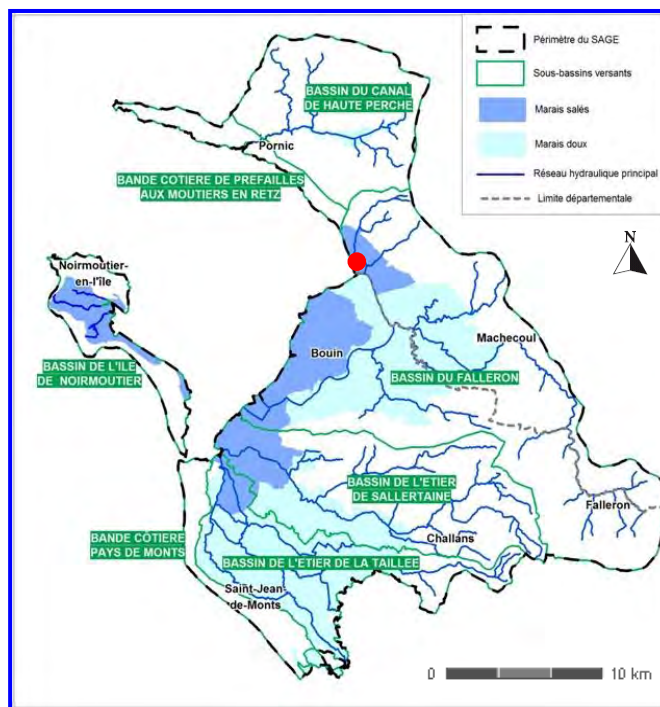 Périmètre du SAGE
Sous-bassins versants
Marais salés
Marais doux
Réseau hydraulique principal
Limite départementale
N
BASSIN DU CANAL
DE HAUTE PERCHE
Pornic
BANDE COTIERE DE PREFAILLES
AUX MOUTIERS EN RETZ
Noirmoutier-
en-l'île
BASSIN DE L'ILE
DE NOIRMOUTIER
Bouin
Machecoul
BASSIN DU FALLERON
BASSIN DE L'ETIER
DE SALLERTAINE
Falleron
Challans
BANDE CÔTIERE
PAYS DE MONTS
BASSIN DE L'ETIER DE LA TAILLEE
Saint-Jean-
de-Monts
0 10 km